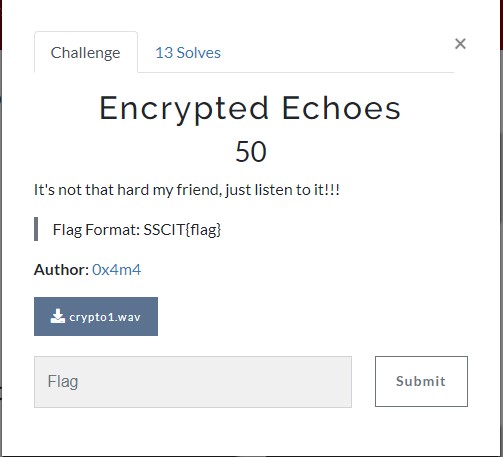 Challenge
13 Solves
×
Encrypted Echoes
50
It's not that hard my friend, just listen to it!!!
Flag Format: SSCIT{flag}
Author: 0x4m4
crypto1.wav
Flag
Submit